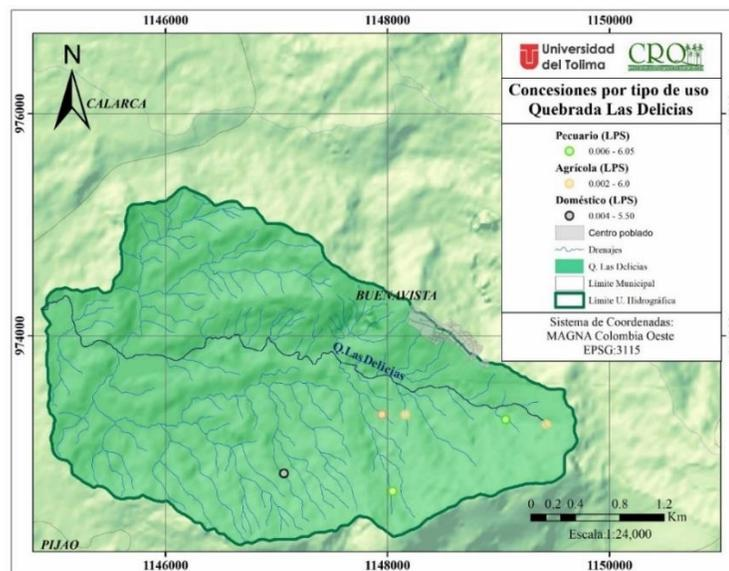 1146000 1148000 1150000
N
CALARCA
Universidad
del Tolima
CRQ
Concesiones por tipo de uso
Quebrada Las Delicias
Pecuario (LPS)
0.006 - 6.05
Agrícola (LPS)
0.002 - 6.0
Doméstico (LPS)
0.004 - 5.50
Centro poblado
Drenajes
Q. Las Delicias
Límite Municipal
Límite U. Hidrográfica
Sistema de Coordenadas:
MAGNA Colombia Oeste
EPSG:3115
976000
BUENAVISTA
974000
Q.Las Delicias
0 0.2 0.4 0.8 1.2
Km
Escala:1:24,000
PIJAO
1146000 1148000 1150000